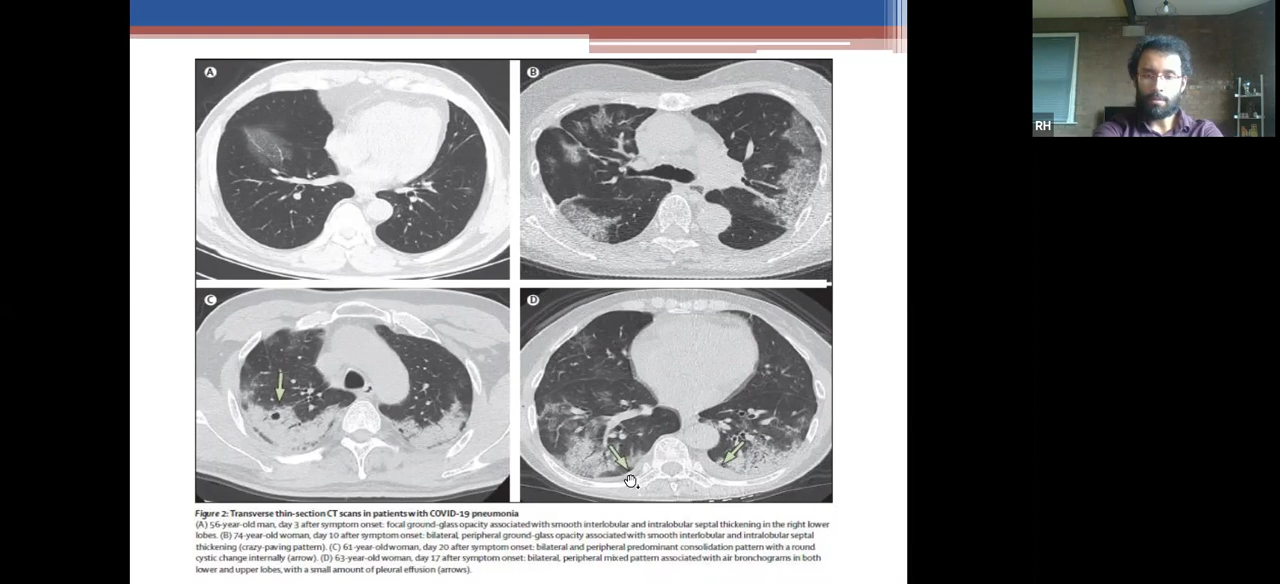 RH
A
B
C
D
Figure 2: Transverse thin-section CT scans in patients with COVID-19 pneumonia
(A) 56-year-old man, day 3 after symptom onset: focal ground-glass opacity associated with smooth interlobular and intralobular septal thickening in the right lower
lobes. (B) 74-year-old woman, day 10 after symptom onset: bilateral, peripheral ground-glass opacity associated with smooth interlobular and intralobular septal
thickening (crazy-paving pattern). (C) 61-year-old woman, day 20 after symptom onset: bilateral and peripheral predominant consolidation pattern with a round
cystic change internally (arrow). (D) 63-year-old woman, day 17 after symptom onset: bilateral, peripheral mixed pattern associated with air bronchograms in both
lower and upper lobes, with a small amount of pleural effusion (arrows).